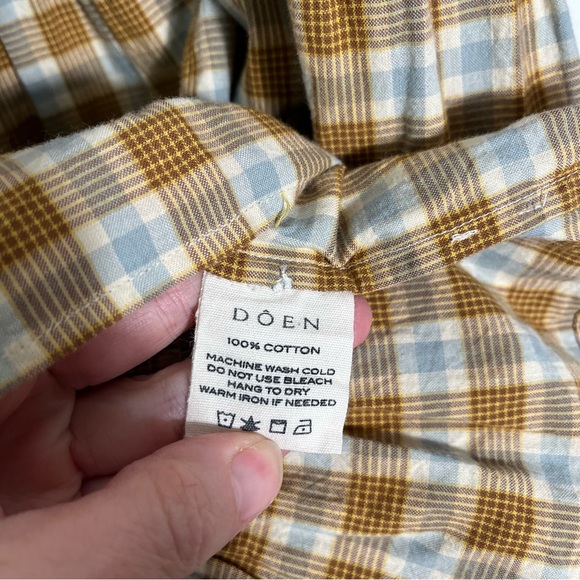 DÔEN
100% COTTON
MACHINE WASH COLD
DO NOT USE BLEACH
HANG TO DRY
WARM IRON IF NEEDED